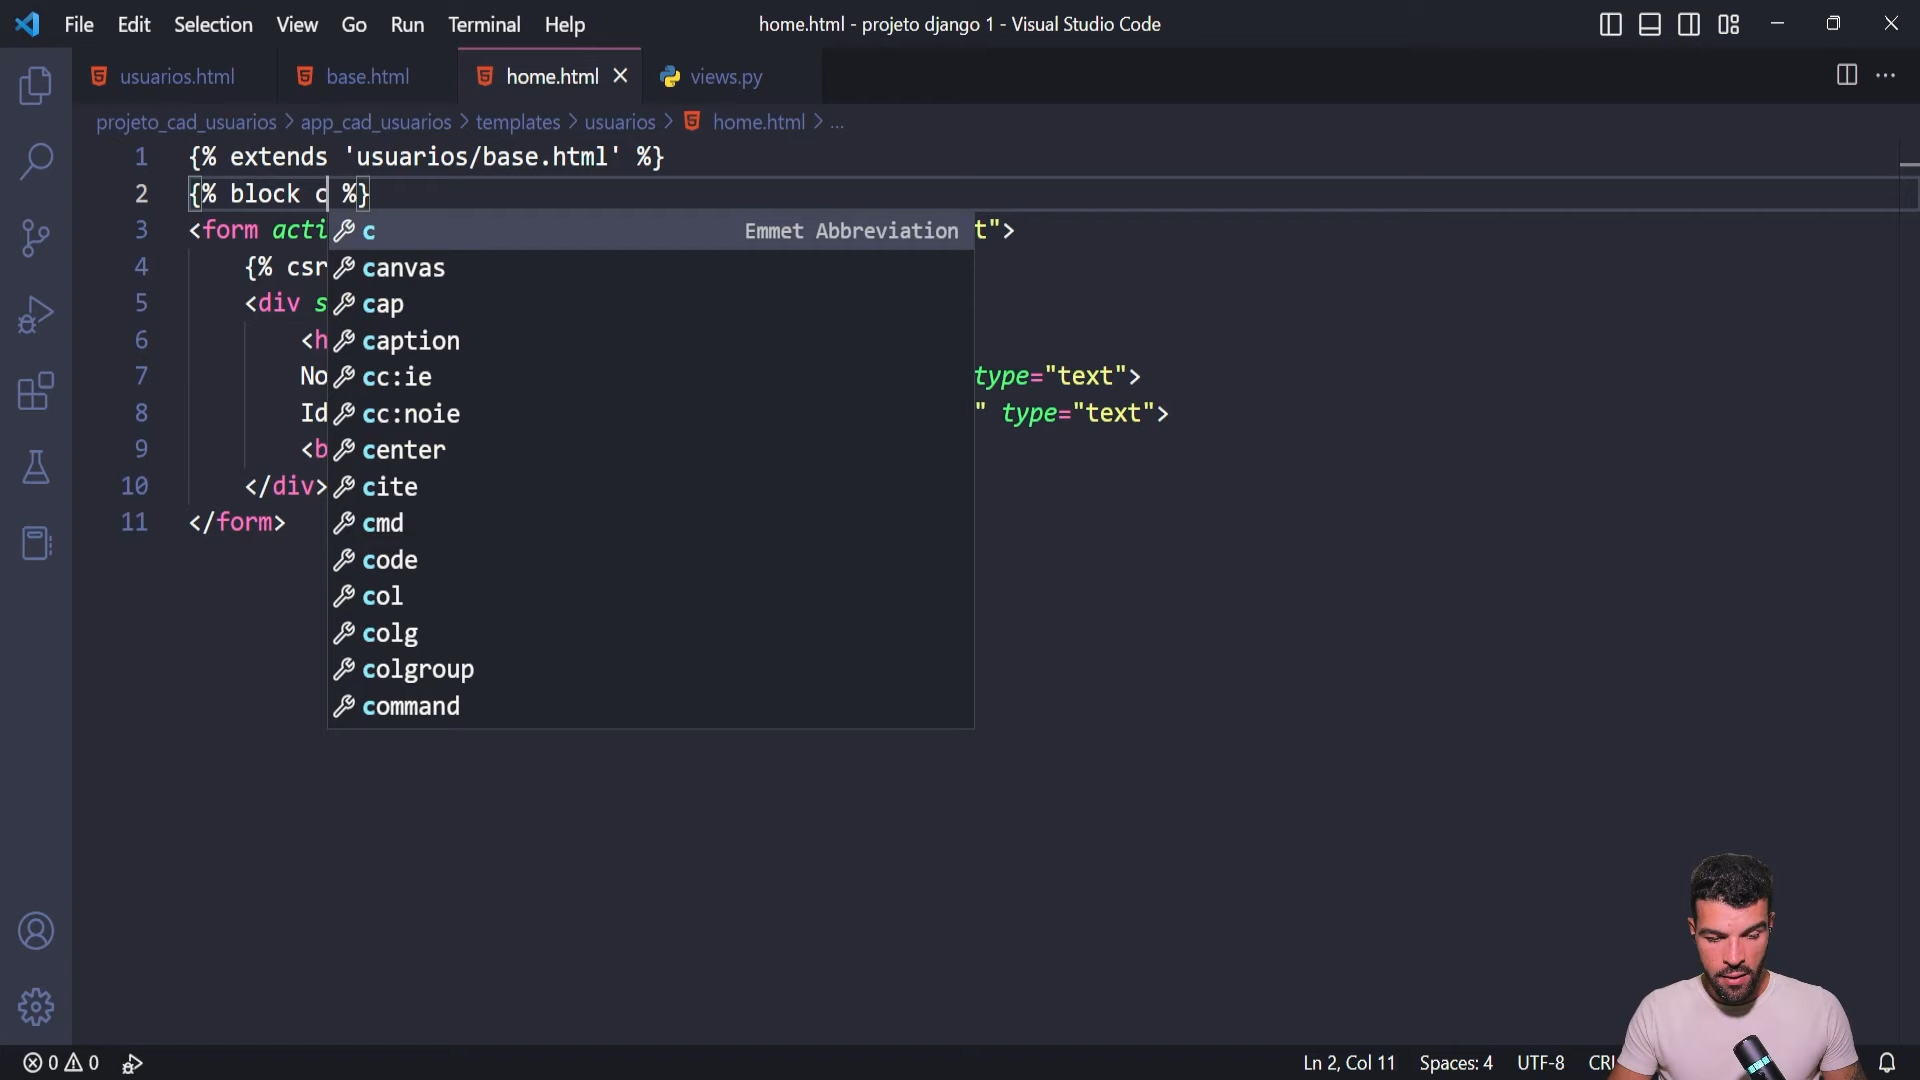 File Edit Selection View Go Run Terminal Help
home.html - projeto django 1 - Visual Studio Code
usuarios.html base.html home.html views.py
projeto_cad_usuarios > app_cad_usuarios > templates > usuarios > home.html > ...
1 {% extends 'usuarios/base.html' %}
2 {% block c %}
3 <form acti t">
4 {% csr
5 <div s
6 <h
7 No type="text">
8 Id " type="text">
9 <b
10 </div>
11 </form>
c Emmet Abbreviation
canvas
cap
caption
cc:ie
cc:noie
center
cite
cmd
code
col
colg
colgroup
command
0 0
Ln 2, Col 11 Spaces: 4 UTF-8